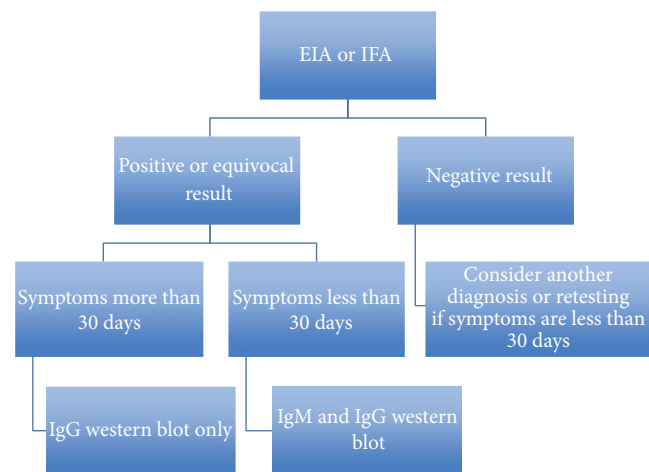 EIA or IFA
Positive or equivocal
result
Negative result
Symptoms more than
30 days
Symptoms less than
30 days
Consider another
diagnosis or retesting
if symptoms are less than
30 days
IgG western blot only
IgM and IgG western
blot